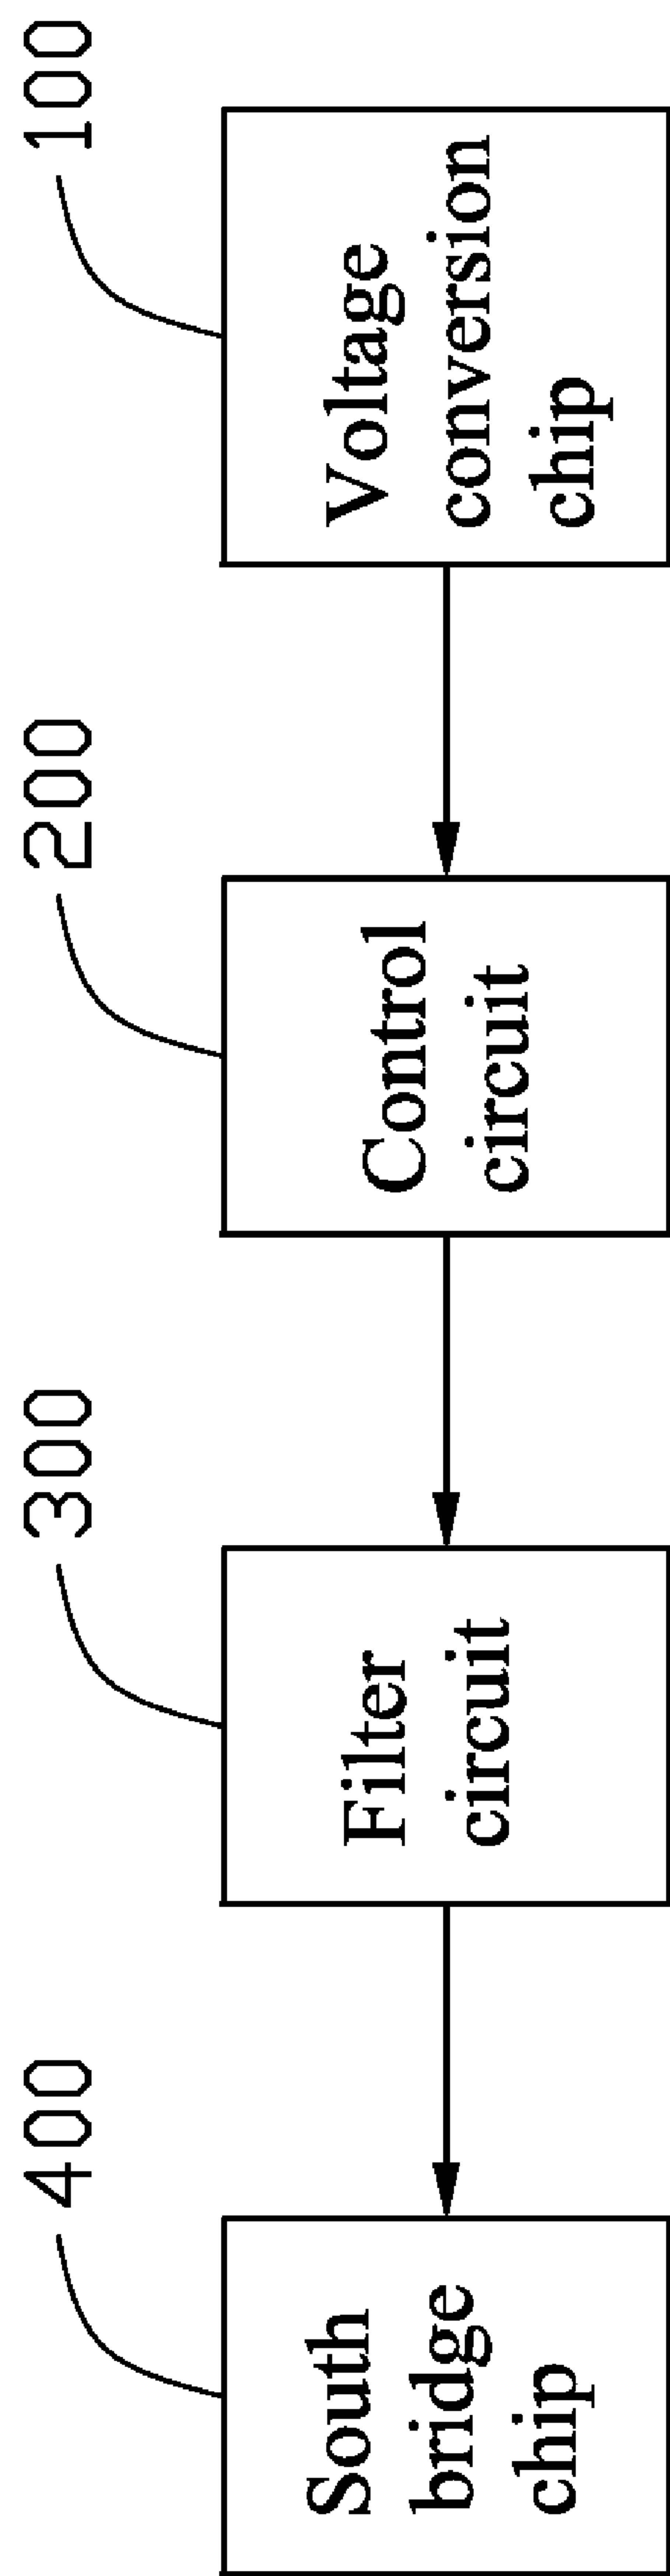 400
300
200
100
South
bridge
chip
Filter
circuit
Control
circuit
Voltage
conversion
chip